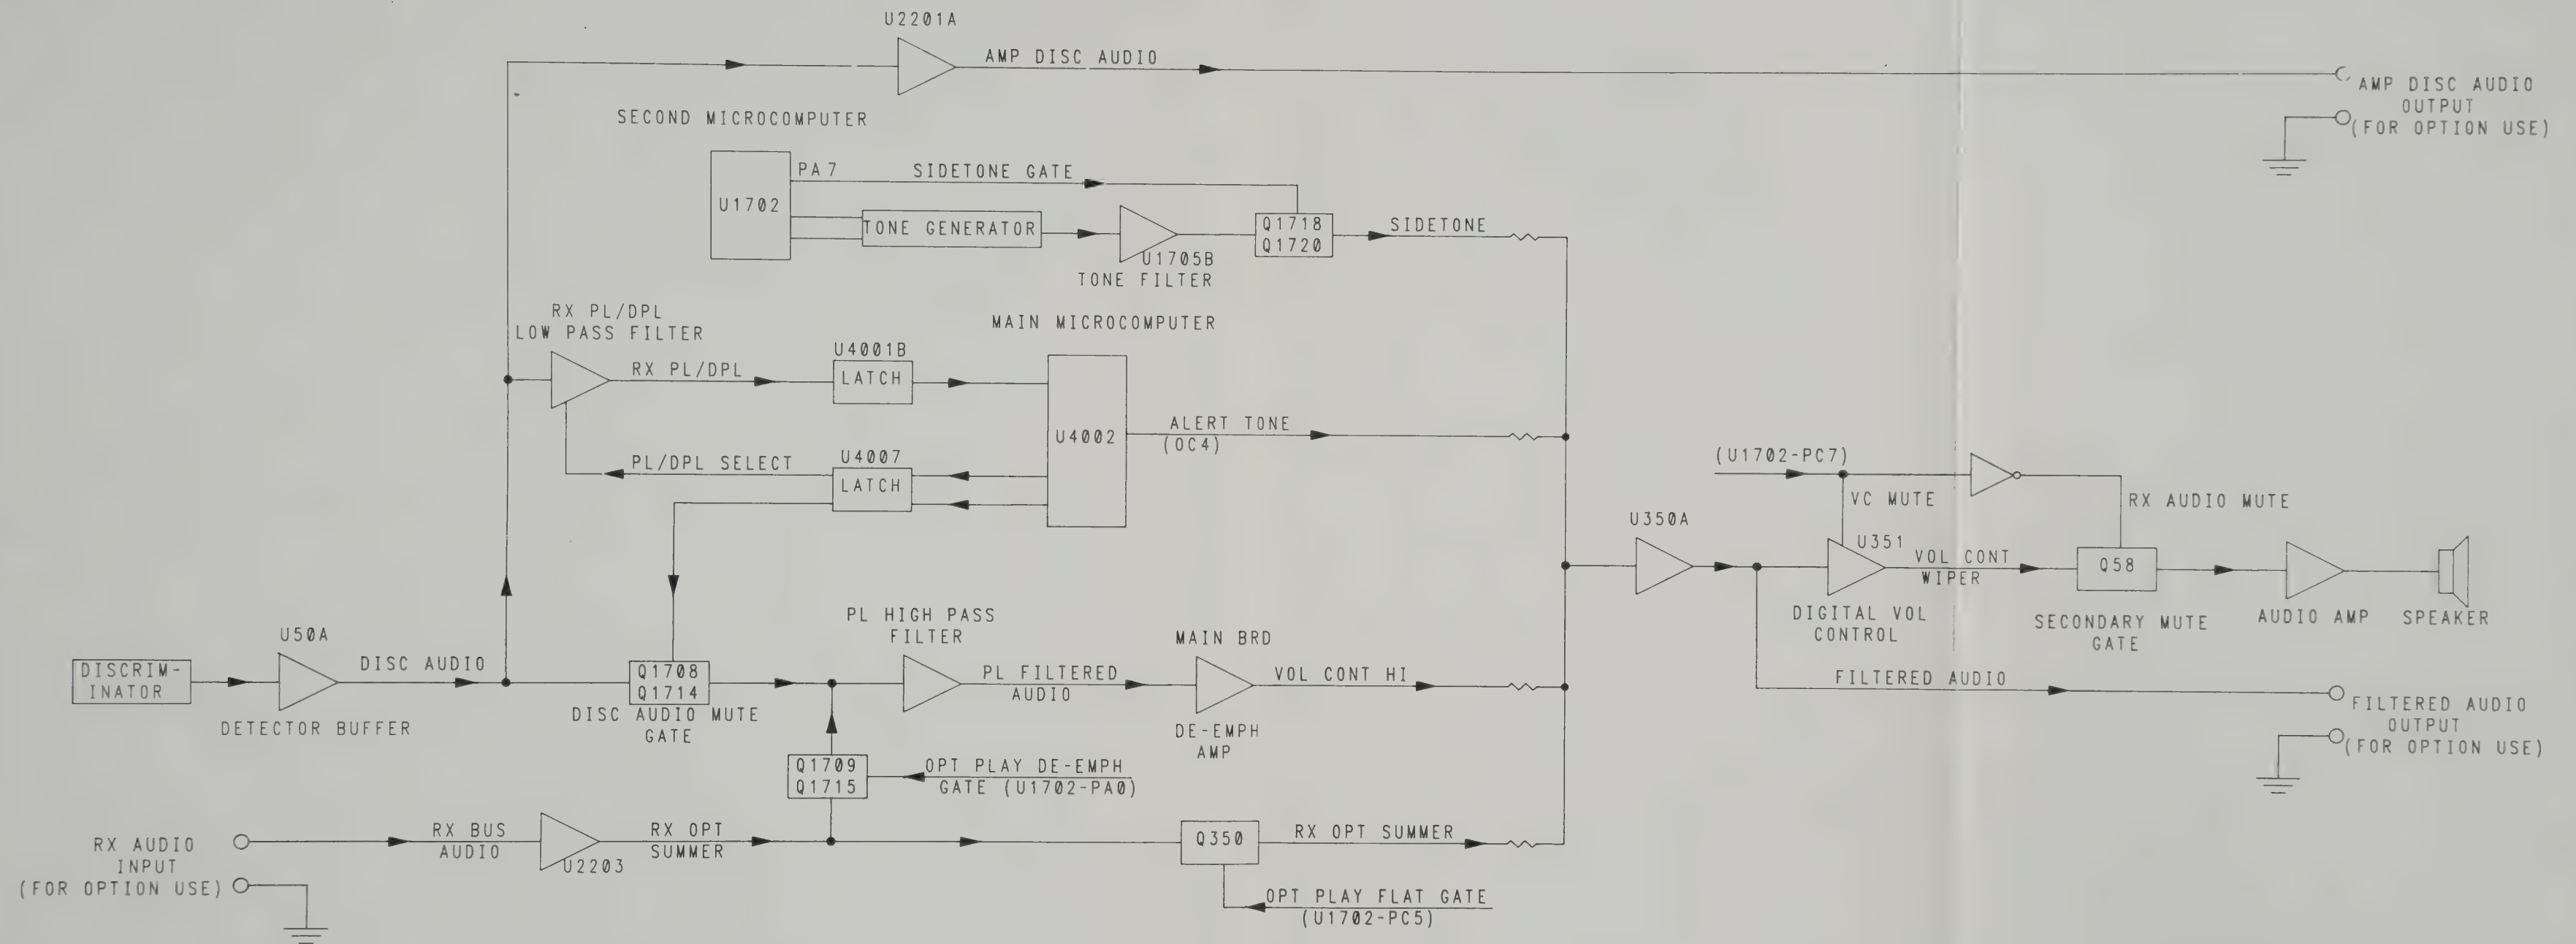 U2201A
AMP DISC AUDIO
AMP DISC AUDIO
OUTPUT
(FOR OPTION USE)
SECOND MICROCOMPUTER
PA7
SIDETONE GATE
U1702
TONE GENERATOR
Q1718
Q1720
SIDETONE
U1705B
TONE FILTER
RX PL/DPL
LOW PASS FILTER
MAIN MICROCOMPUTER
U4001B
RX PL/DPL
LATCH
U4002
ALERT TONE
(OC4)
PL/DPL SELECT
U4007
LATCH
(U1702-PC7)
VC MUTE
RX AUDIO MUTE
U350A
U351
VOL CONT
WIPER
Q58
DIGITAL VOL
CONTROL
SECONDARY MUTE
GATE
AUDIO AMP
SPEAKER
U50A
PL HIGH PASS
FILTER
MAIN BRD
DISCRIM-
INATOR
DISC AUDIO
Q1708
Q1714
PL FILTERED
AUDIO
VOL CONT HI
FILTERED AUDIO
DETECTOR BUFFER
DISC AUDIO MUTE
GATE
DE-EMPH
AMP
FILTERED AUDIO
OUTPUT
(FOR OPTION USE)
Q1709
Q1715
OPT PLAY DE-EMPH
GATE (U1702-PA0)
RX AUDIO
INPUT
(FOR OPTION USE)
RX BUS
AUDIO
U2203
RX OPT
SUMMER
Q350
RX OPT SUMMER
OPT PLAY FLAT GATE
(U1702-PC5)